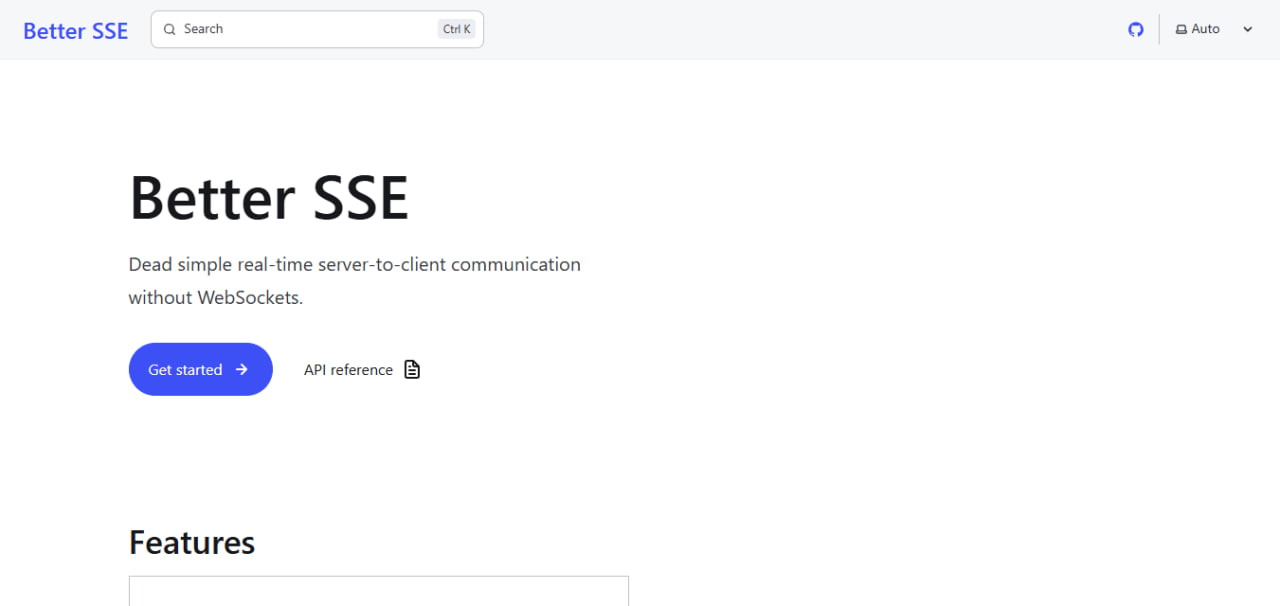 Better SSE
Search
Ctrl K
Auto
Better SSE
Dead simple real-time server-to-client communication
without WebSockets.
Get started
API reference
Features